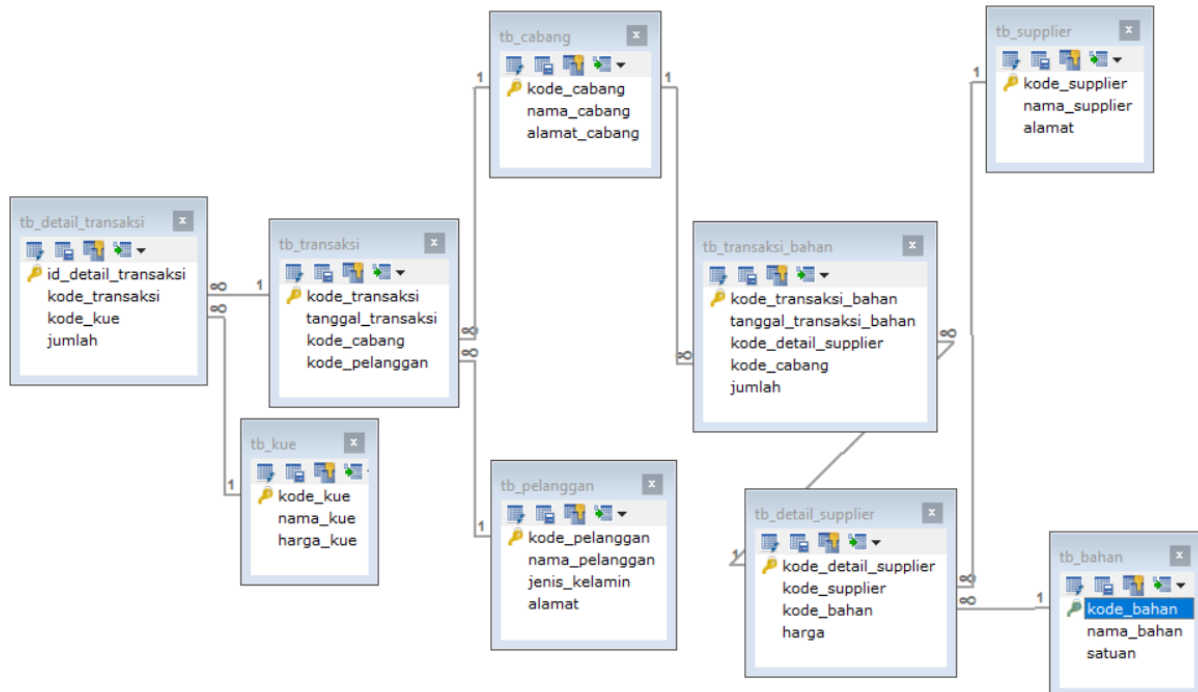 tb_cabang
kode_cabang
nama_cabang
alamat_cabang
tb_supplier
kode_supplier
nama_supplier
alamat
tb_detail_transaksi
id_detail_transaksi
kode_transaksi
kode_kue
jumlah
tb_transaksi
kode_transaksi
tanggal_transaksi
kode_cabang
kode_pelanggan
tb_transaksi_bahan
kode_transaksi_bahan
tanggal_transaksi_bahan
kode_detail_supplier
kode_cabang
jumlah
tb_kue
kode_kue
nama_kue
harga_kue
tb_pelanggan
kode_pelanggan
nama_pelanggan
jenis_kelamin
alamat
tb_detail_supplier
kode_detail_supplier
kode_supplier
kode_bahan
harga
tb_bahan
kode_bahan
nama_bahan
satuan
1
1
1
∞
1
∞
∞
∞
∞
∞
1
1
1
∞
∞
1